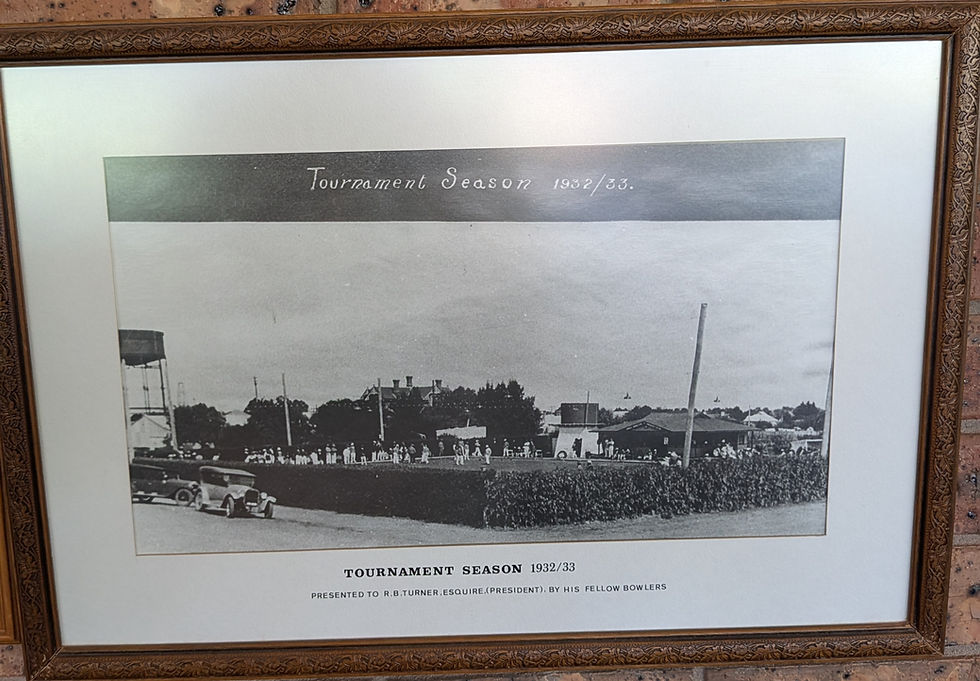 Tournament Season 1932/33.
TOURNAMENT SEASON 1932/33
PRESENTED TO R.B.TURNER,ESQUIRE,(PRESIDENT), BY HIS FELLOW BOWLERS